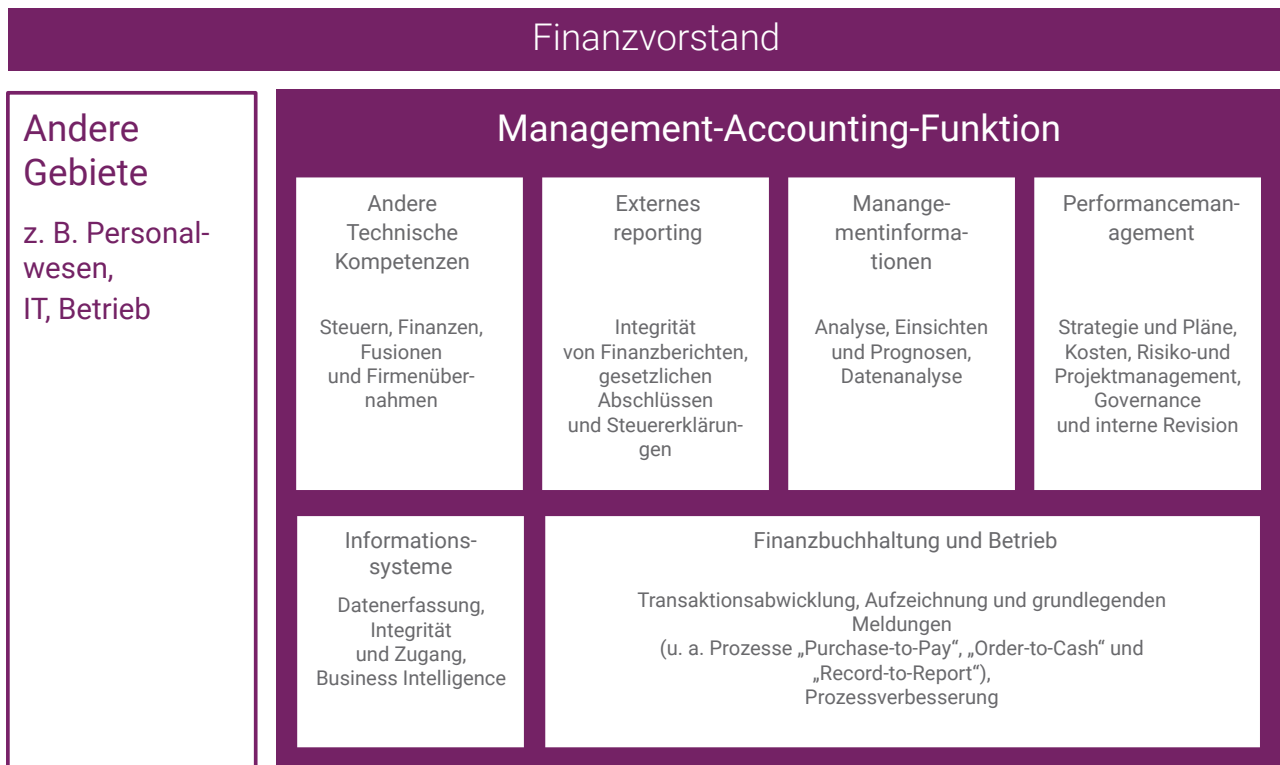 Finanzvorstand
Andere
Gebiete
z. B. Personal-
wesen,
IT, Betrieb
Management-Accounting-Funktion
Andere
Technische
Kompetenzen
Steuern, Finanzen,
Fusionen
und Firmenüber-
nahmen
Externes
reporting
Integrität
von Finanzberichten,
gesetzlichen
Abschlüssen
und Steuererklärun-
gen
Manange-
mentinforma-
tionen
Analyse, Einsichten
und Prognosen,
Datenanalyse
Performanceman-
agement
Strategie und Pläne,
Kosten, Risiko-und
Projektmanagement,
Governance
und interne Revision
Informations-
systeme
Datenerfassung,
Integrität
und Zugang,
Business Intelligence
Finanzbuchhaltung und Betrieb
Transaktionsabwicklung, Aufzeichnung und grundlegenden
Meldungen
(u. a. Prozesse „Purchase-to-Pay“, „Order-to-Cash“ und
„Record-to-Report“),
Prozessverbesserung